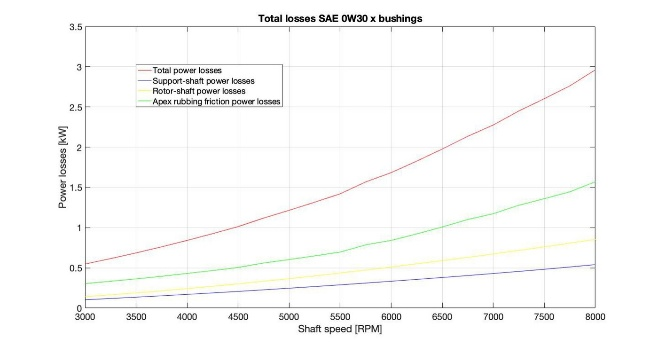 Total losses SAE 0W30 x bushings
3.5
3
2.5
2
1.5
1
0.5
0
Power losses [kW]
Total power losses
Support-shaft power losses
Rotor-shaft power losses
Apex rubbing friction power losses
3000 3500 4000 4500 5000 5500 6000 6500 7000 7500 8000
Shaft speed [RPM]